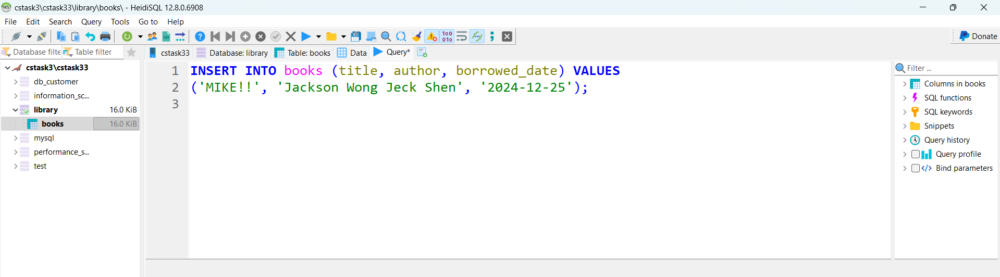 cstask3\cstask33\library\books\ - HeidiSQL 12.8.0.6908
File Edit Search Query Tools Go to Help
Donate
Database filte Table filter cstask33 Database: library Table: books Data Query*
cstask3\cstask33
db_customer
information_sc...
library 16.0 KiB
books 16.0 KiB
mysql
performance_s...
test
1 INSERT INTO books (title, author, borrowed_date) VALUES
2 ('MIKE!!', 'Jackson Wong Jeck Shen', '2024-12-25');
3
Filter ...
Columns in books
SQL functions
SQL keywords
Snippets
Query history
Query profile
Bind parameters